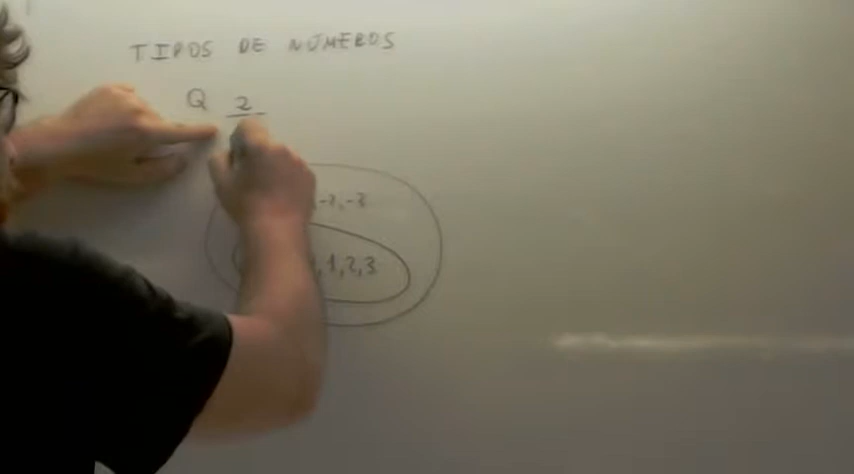 TIPOS DE NÚMEROS
Q 2
,-2,-3
,1,2,3